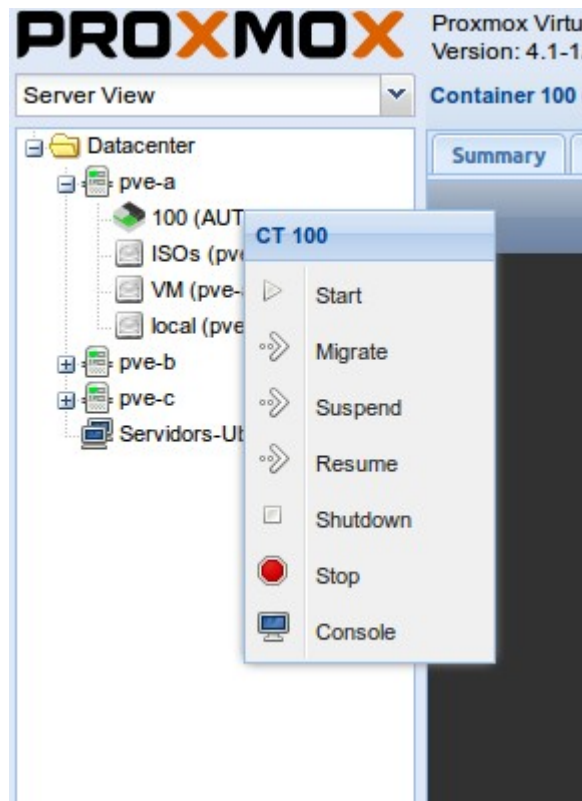 PROXMOX
Proxmox Virtu
Version: 4.1-1
Server View
Container 100
Datacenter
Summary
pve-a
100 (AUT
ISOs (pv
VM (pve-
local (pve
pve-b
pve-c
Servidors-Ub
CT 100
Start
Migrate
Suspend
Resume
Shutdown
Stop
Console